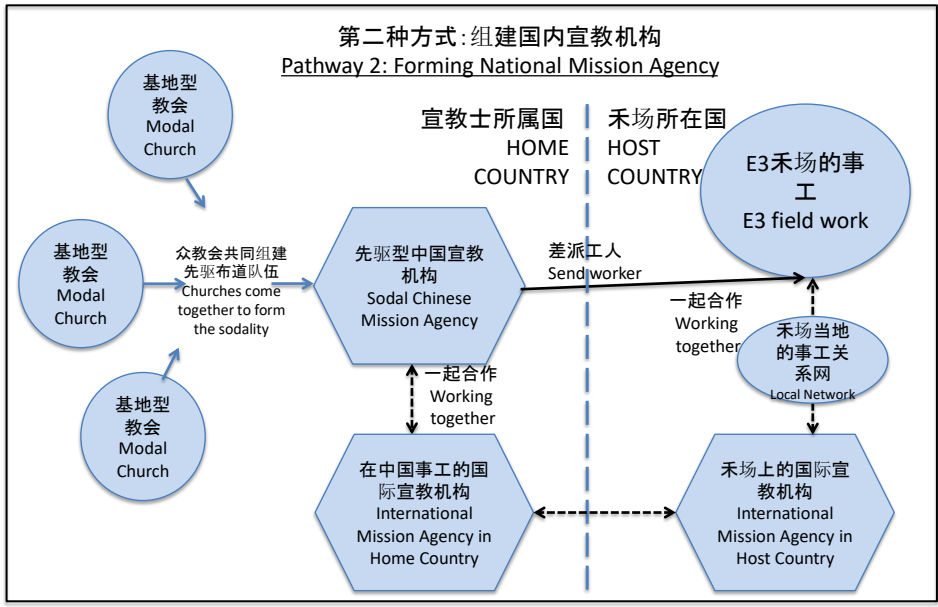 第二种方式:组建国内宣教机构
Pathway 2: Forming National Mission Agency
基地型
教会
Modal
Church
宣教士所属国
HOME
COUNTRY
禾场所在国
HOST
COUNTRY
E3禾场的事
工
E3 field work
基地型
教会
Modal
Church
众教会共同组建
先驱布道队伍
Churches come
together to form
the sodality
先驱型中国宣教
机构
Sodal Chinese
Mission Agency
差派工人
Send worker
一起合作
Working
together
禾场当地
的事工关
系网
Local Network
基地型
教会
Modal
Church
一起合作
Working
together
在中国事工的国
际宣教机构
International
Mission Agency in
Home Country
禾场上的国际宣
教机构
International
Mission Agency in
Host Country